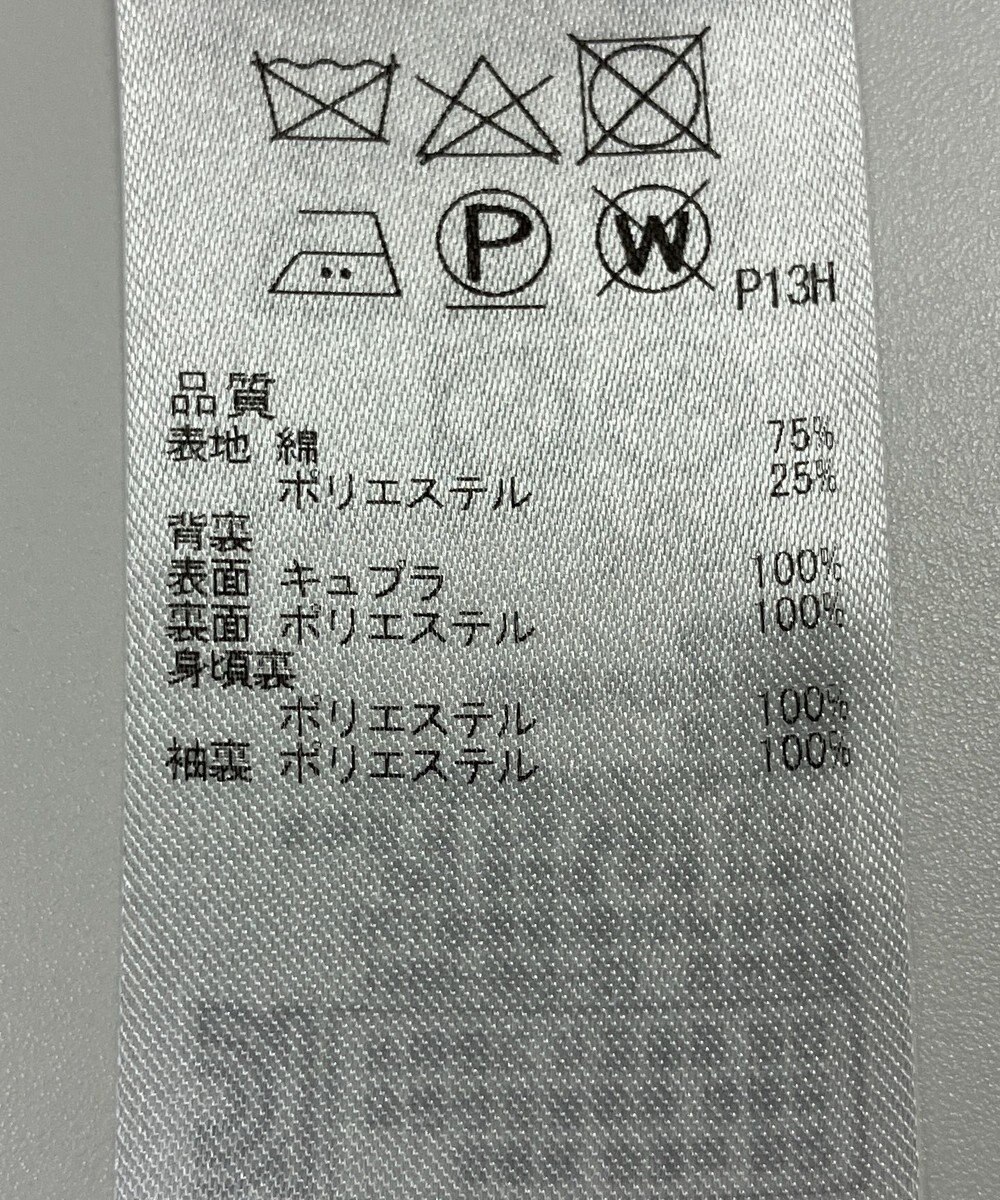 P W P13H
品質
表地 綿 75%
ポリエステル 25%
背裏
表面 キュプラ 100%
裏面 ポリエステル 100%
身頃裏
ポリエステル 100%
袖裏 ポリエステル 100%